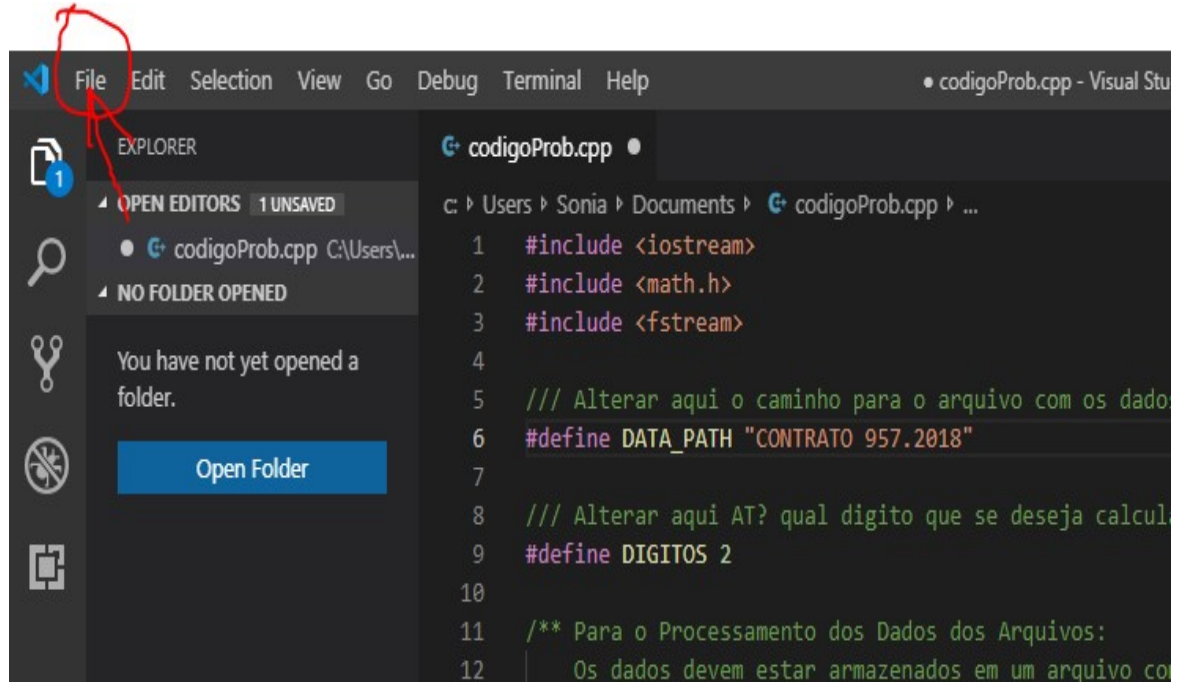 File Edit Selection View Go Debug Terminal Help
● codigoProb.cpp - Visual Stu
EXPLORER
1
OPEN EDITORS 1 UNSAVED
● codigoProb.cpp C:\Users\...
NO FOLDER OPENED
You have not yet opened a
folder.
Open Folder
codigoProb.cpp ●
c: ▸ Users ▸ Sonia ▸ Documents ▸ codigoProb.cpp ▸ ...
1 #include <iostream>
2 #include <math.h>
3 #include <fstream>
4
5 /// Alterar aqui o caminho para o arquivo com os dados
6 #define DATA_PATH "CONTRATO 957.2018"
7
8 /// Alterar aqui AT? qual digito que se deseja calcula
9 #define DIGITOS 2
10
11 /** Para o Processamento dos Dados dos Arquivos:
12 Os dados devem estar armazenados em um arquivo co